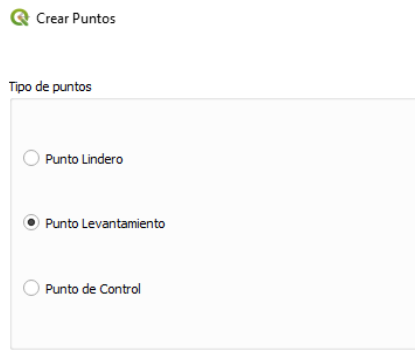 Crear Puntos
Tipo de puntos
Punto Lindero
Punto Levantamiento
Punto de Control